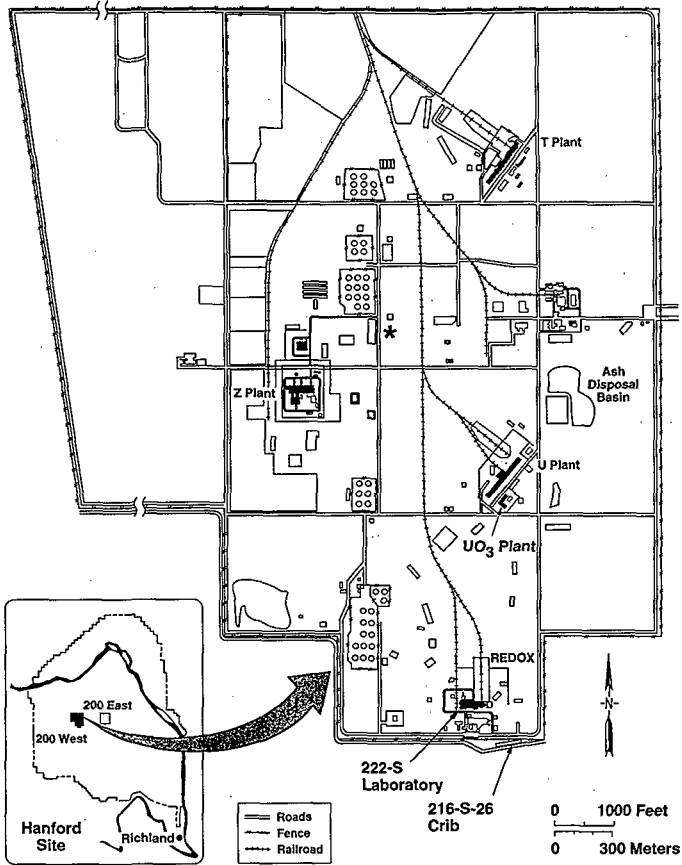 T Plant
*
Z Plant
Ash
Disposal
Basin
U Plant
UO₃ Plant
REDOX
-N-
200 East
200 West
Hanford
Site
Richland
222-S
Laboratory
216-S-26
Crib
Roads
Fence
Railroad
0 1000 Feet
0 300 Meters